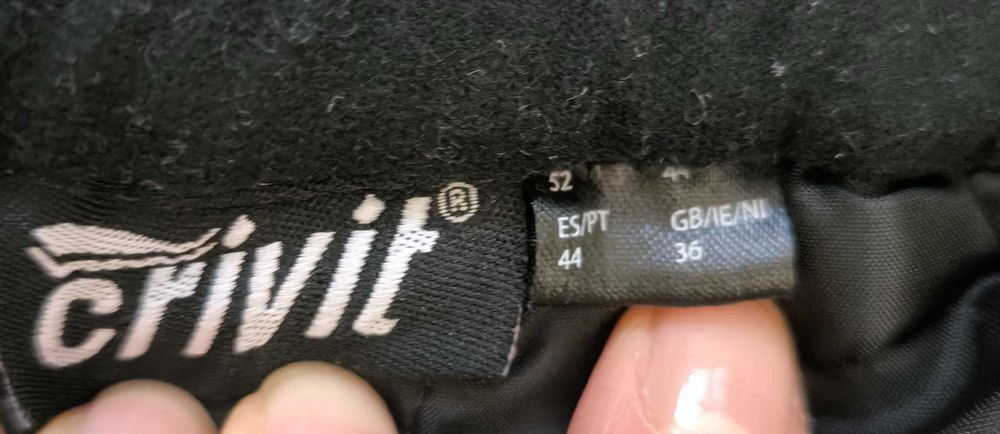 crivit®
52
ES/PT GB/IE/NI
44 36